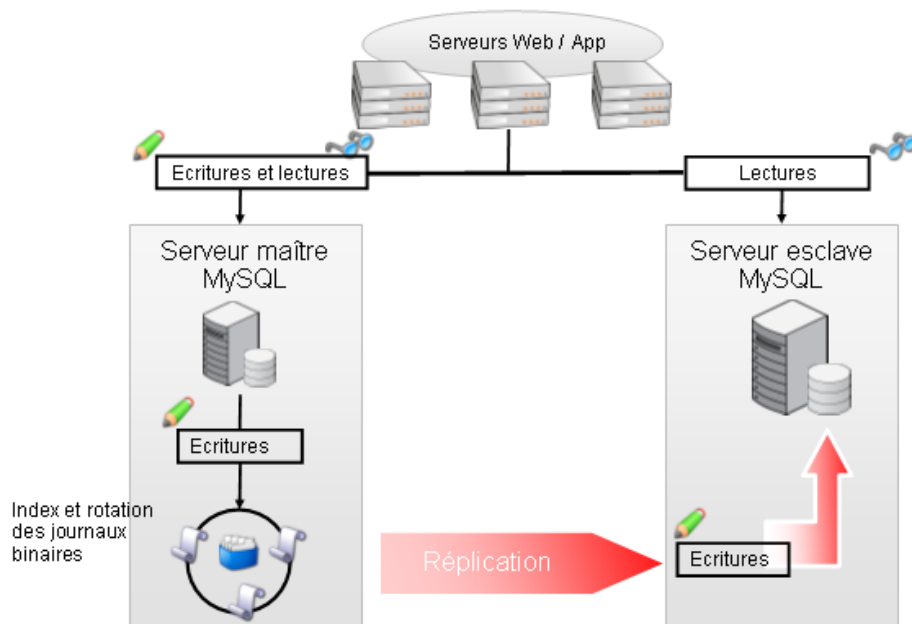 Serveurs Web / App
Ecritures et lectures
Lectures
Serveur maître
MySQL
Serveur esclave
MySQL
Ecritures
Index et rotation
des journaux
binaires
Réplication
Ecritures